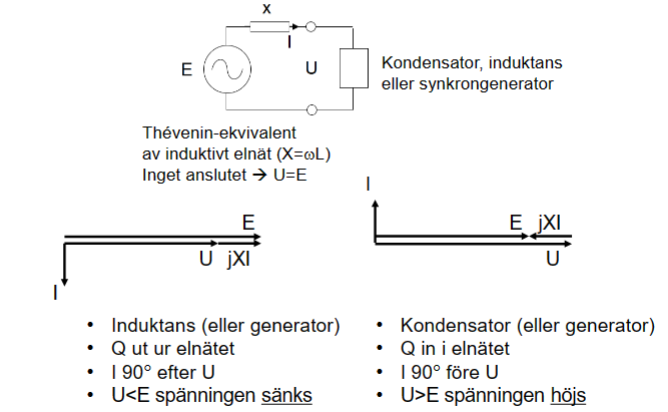 X
I
E
U
Kondensator, induktans
eller synkrongenerator
Thévenin-ekvivalent
av induktivt elnät (X=ωL)
Inget anslutet → U=E
E
U jXI
I
I
E jXI
U
• Induktans (eller generator)
• Q ut ur elnätet
• I 90° efter U
• U<E spänningen sänks
• Kondensator (eller generator)
• Q in i elnätet
• I 90° före U
• U>E spänningen höjs